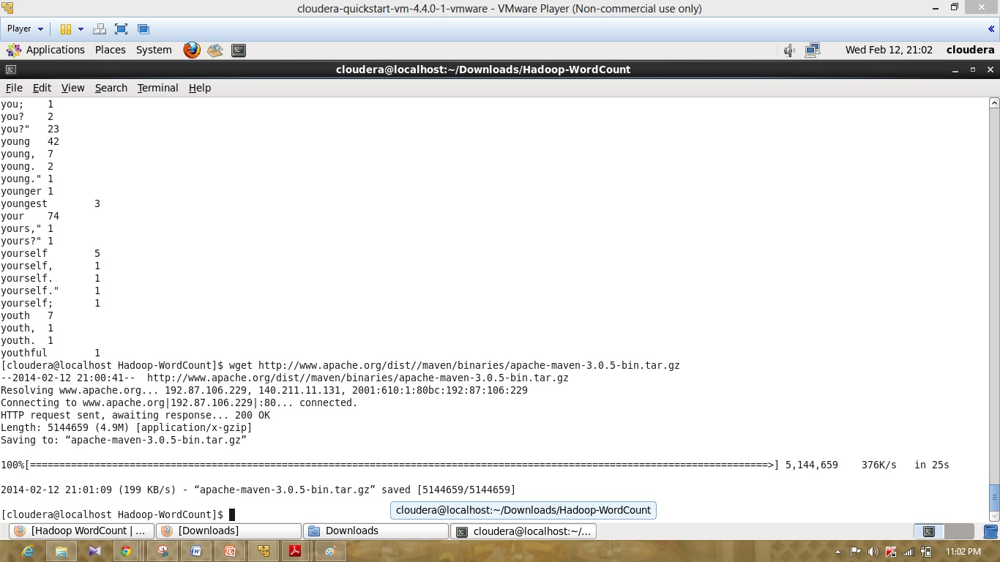 cloudera-quickstart-vm-4.4.0-1-vmware - VMware Player (Non-commercial use only)
Player
Applications Places System Wed Feb 12, 21:02 cloudera
cloudera@localhost:~/Downloads/Hadoop-WordCount
File Edit View Search Terminal Help
you; 1
you? 2
you?" 23
young 42
young, 7
young. 2
young." 1
younger 1
youngest 3
your 74
yours," 1
yours?" 1
yourself 5
yourself, 1
yourself. 1
yourself." 1
yourself; 1
youth 7
youth, 1
youth. 1
youthful 1
[cloudera@localhost Hadoop-WordCount]$ wget http://www.apache.org/dist//maven/binaries/apache-maven-3.0.5-bin.tar.gz
--2014-02-12 21:00:41-- http://www.apache.org/dist//maven/binaries/apache-maven-3.0.5-bin.tar.gz
Resolving www.apache.org... 192.87.106.229, 140.211.11.131, 2001:610:1:80bc:192:87:106:229
Connecting to www.apache.org|192.87.106.229|:80... connected.
HTTP request sent, awaiting response... 200 OK
Length: 5144659 (4.9M) [application/x-gzip]
Saving to: “apache-maven-3.0.5-bin.tar.gz”
100%[==============================================================================================================================>] 5,144,659 376K/s in 25s
2014-02-12 21:01:09 (199 KB/s) - “apache-maven-3.0.5-bin.tar.gz” saved [5144659/5144659]
[cloudera@localhost Hadoop-WordCount]$
cloudera@localhost:~/Downloads/Hadoop-WordCount
[Hadoop WordCount | ... [Downloads] Downloads cloudera@localhost:~/...
11:02 PM